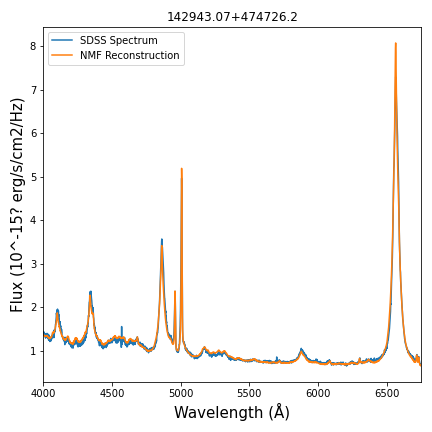 142943.07+474726.2
SDSS Spectrum
NMF Reconstruction
Flux (10^-15? erg/s/cm2/Hz)
8
7
6
5
4
3
2
1
4000 4500 5000 5500 6000 6500
Wavelength (Å)